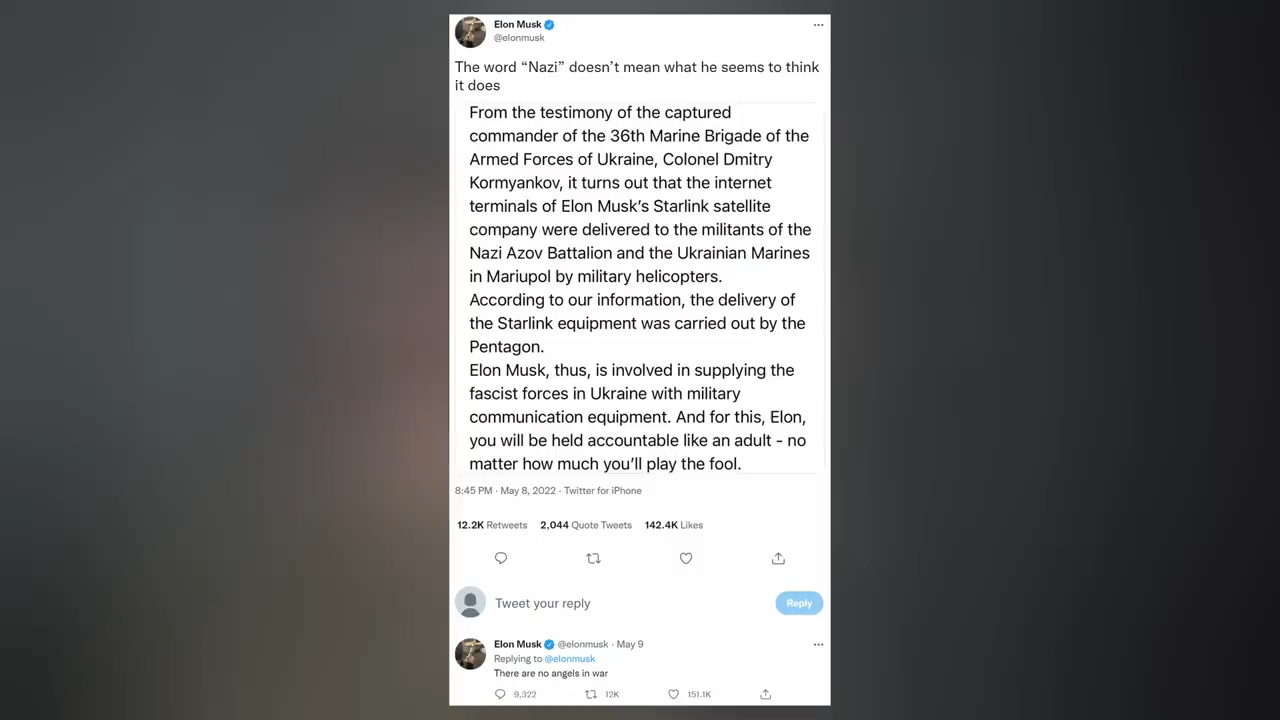 Elon Musk
@elonmusk
The word “Nazi” doesn’t mean what he seems to think
it does
From the testimony of the captured
commander of the 36th Marine Brigade of the
Armed Forces of Ukraine, Colonel Dmitry
Kormyankov, it turns out that the internet
terminals of Elon Musk’s Starlink satellite
company were delivered to the militants of the
Nazi Azov Battalion and the Ukrainian Marines
in Mariupol by military helicopters.
According to our information, the delivery of
the Starlink equipment was carried out by the
Pentagon.
Elon Musk, thus, is involved in supplying the
fascist forces in Ukraine with military
communication equipment. And for this, Elon,
you will be held accountable like an adult - no
matter how much you’ll play the fool.
8:45 PM · May 8, 2022 · Twitter for iPhone
12.2K Retweets 2,044 Quote Tweets 142.4K Likes
Tweet your reply
Reply
Elon Musk @elonmusk · May 9
Replying to @elonmusk
There are no angels in war
9,322 12K 151.1K